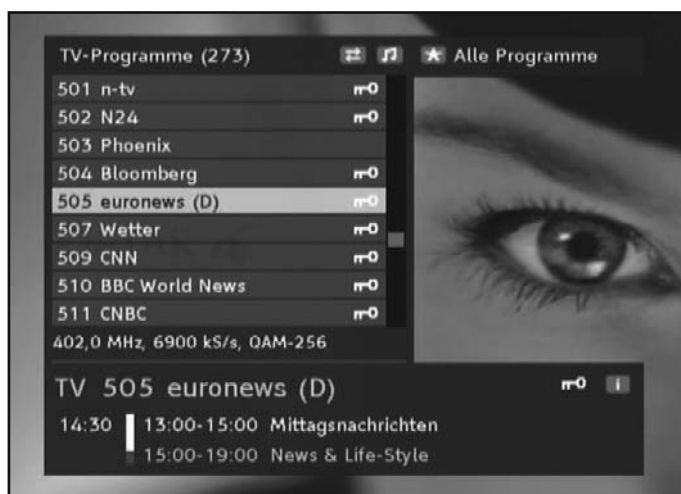 TV-Programme (273)
Alle Programme
501 n-tv
502 N24
503 Phoenix
504 Bloomberg
505 euronews (D)
507 Wetter
509 CNN
510 BBC World News
511 CNBC
402,0 MHz, 6900 kS/s, QAM-256
TV 505 euronews (D)
i
14:30 13:00-15:00 Mittagsnachrichten
15:00-19:00 News & Life-Style